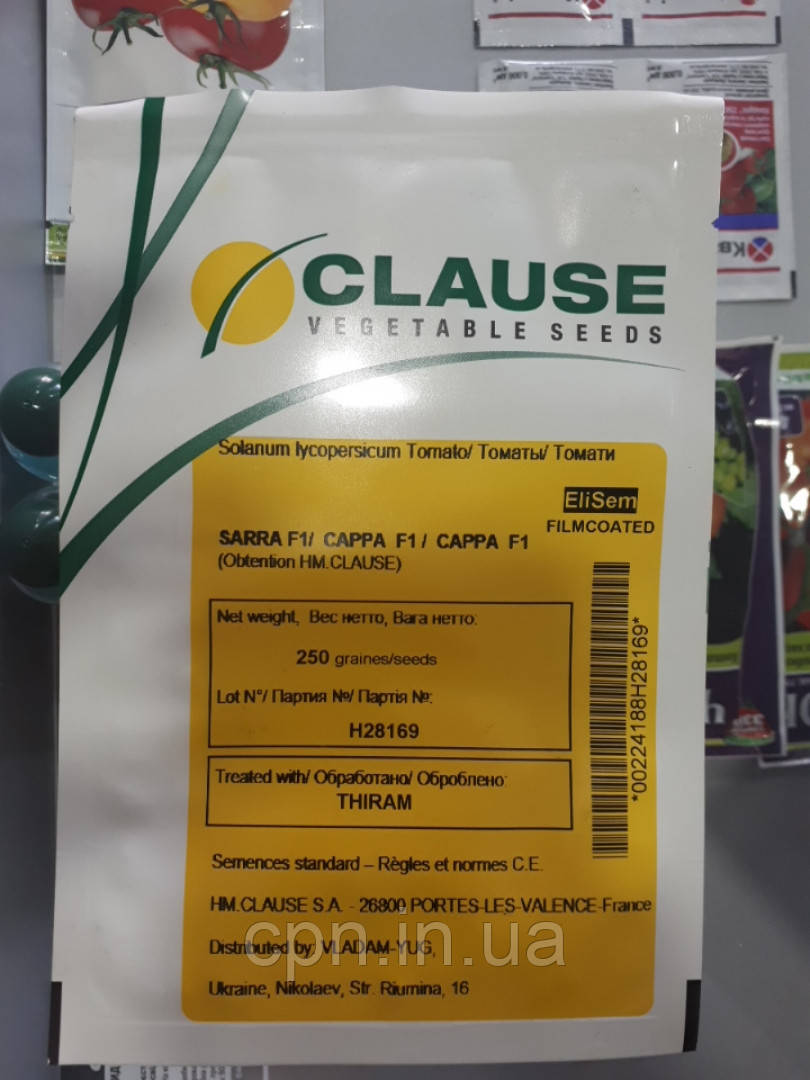 CLAUSE
VEGETABLE SEEDS
Solanum lycopersicum Tomato/ Томаты/ Томати
EliSem
FILMCOATED
SARRA F1/ САРРА F1 / САРРА F1
(Obtention HM.CLAUSE)
Net weight, Вес нетто, Вага нетто:
250 graines/seeds
Lot N°/ Партия №/ Партія №:
H28169
*00224188H28169*
Treated with/ Обработано/ Оброблено:
THIRAM
Semences standard – Règles et normes C.E.
HM.CLAUSE S.A. - 26800 PORTES-LES-VALENCE-France
Distributed by: VLADAM-YUG,
Ukraine, Nikolaev, Str. Riumina, 16
cpn.in.ua